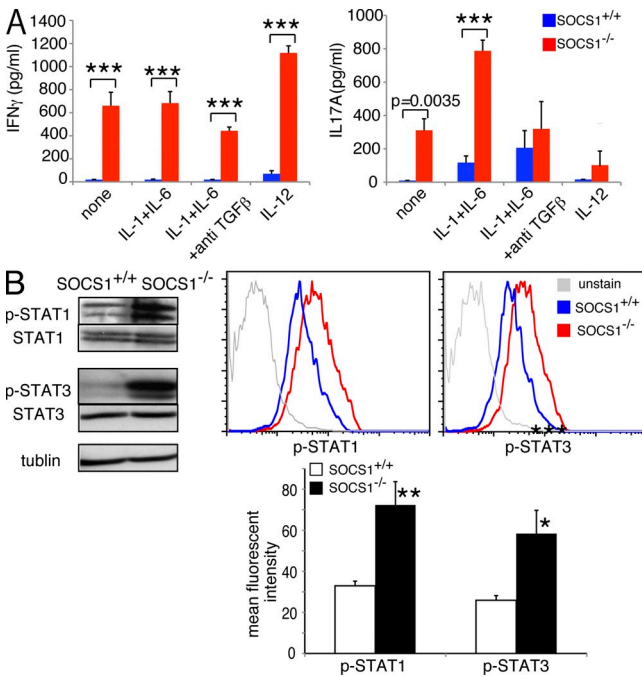 A
IFNγ (pg/ml)
1400
1200
1000
800
600
400
200
0
***
***
***
***
none
IL-1+IL-6
IL-1+IL-6
+anti TGFβ
IL-12
IL17A(pg/ml)
1000
800
600
400
200
0
p=0.0035
***
SOCS1+/+
SOCS1-/-
none
IL-1+IL-6
IL-1+IL-6
+anti TGFβ
IL-12
B
SOCS1+/+ SOCS1-/-
p-STAT1
STAT1
p-STAT3
STAT3
tublin
p-STAT1
unstain
SOCS1+/+
SOCS1-/-
***
p-STAT3
SOCS1+/+
SOCS1-/-
mean fluorescent
intensity
80
60
40
20
0
**
*
p-STAT1
p-STAT3